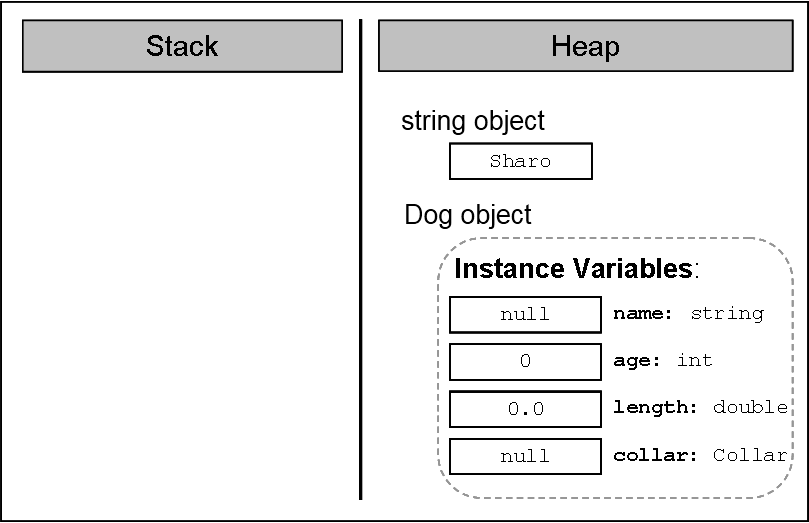 Stack
Heap
string object
Sharo
Dog object
Instance Variables:
null name: string
0 age: int
0.0 length: double
null collar: Collar